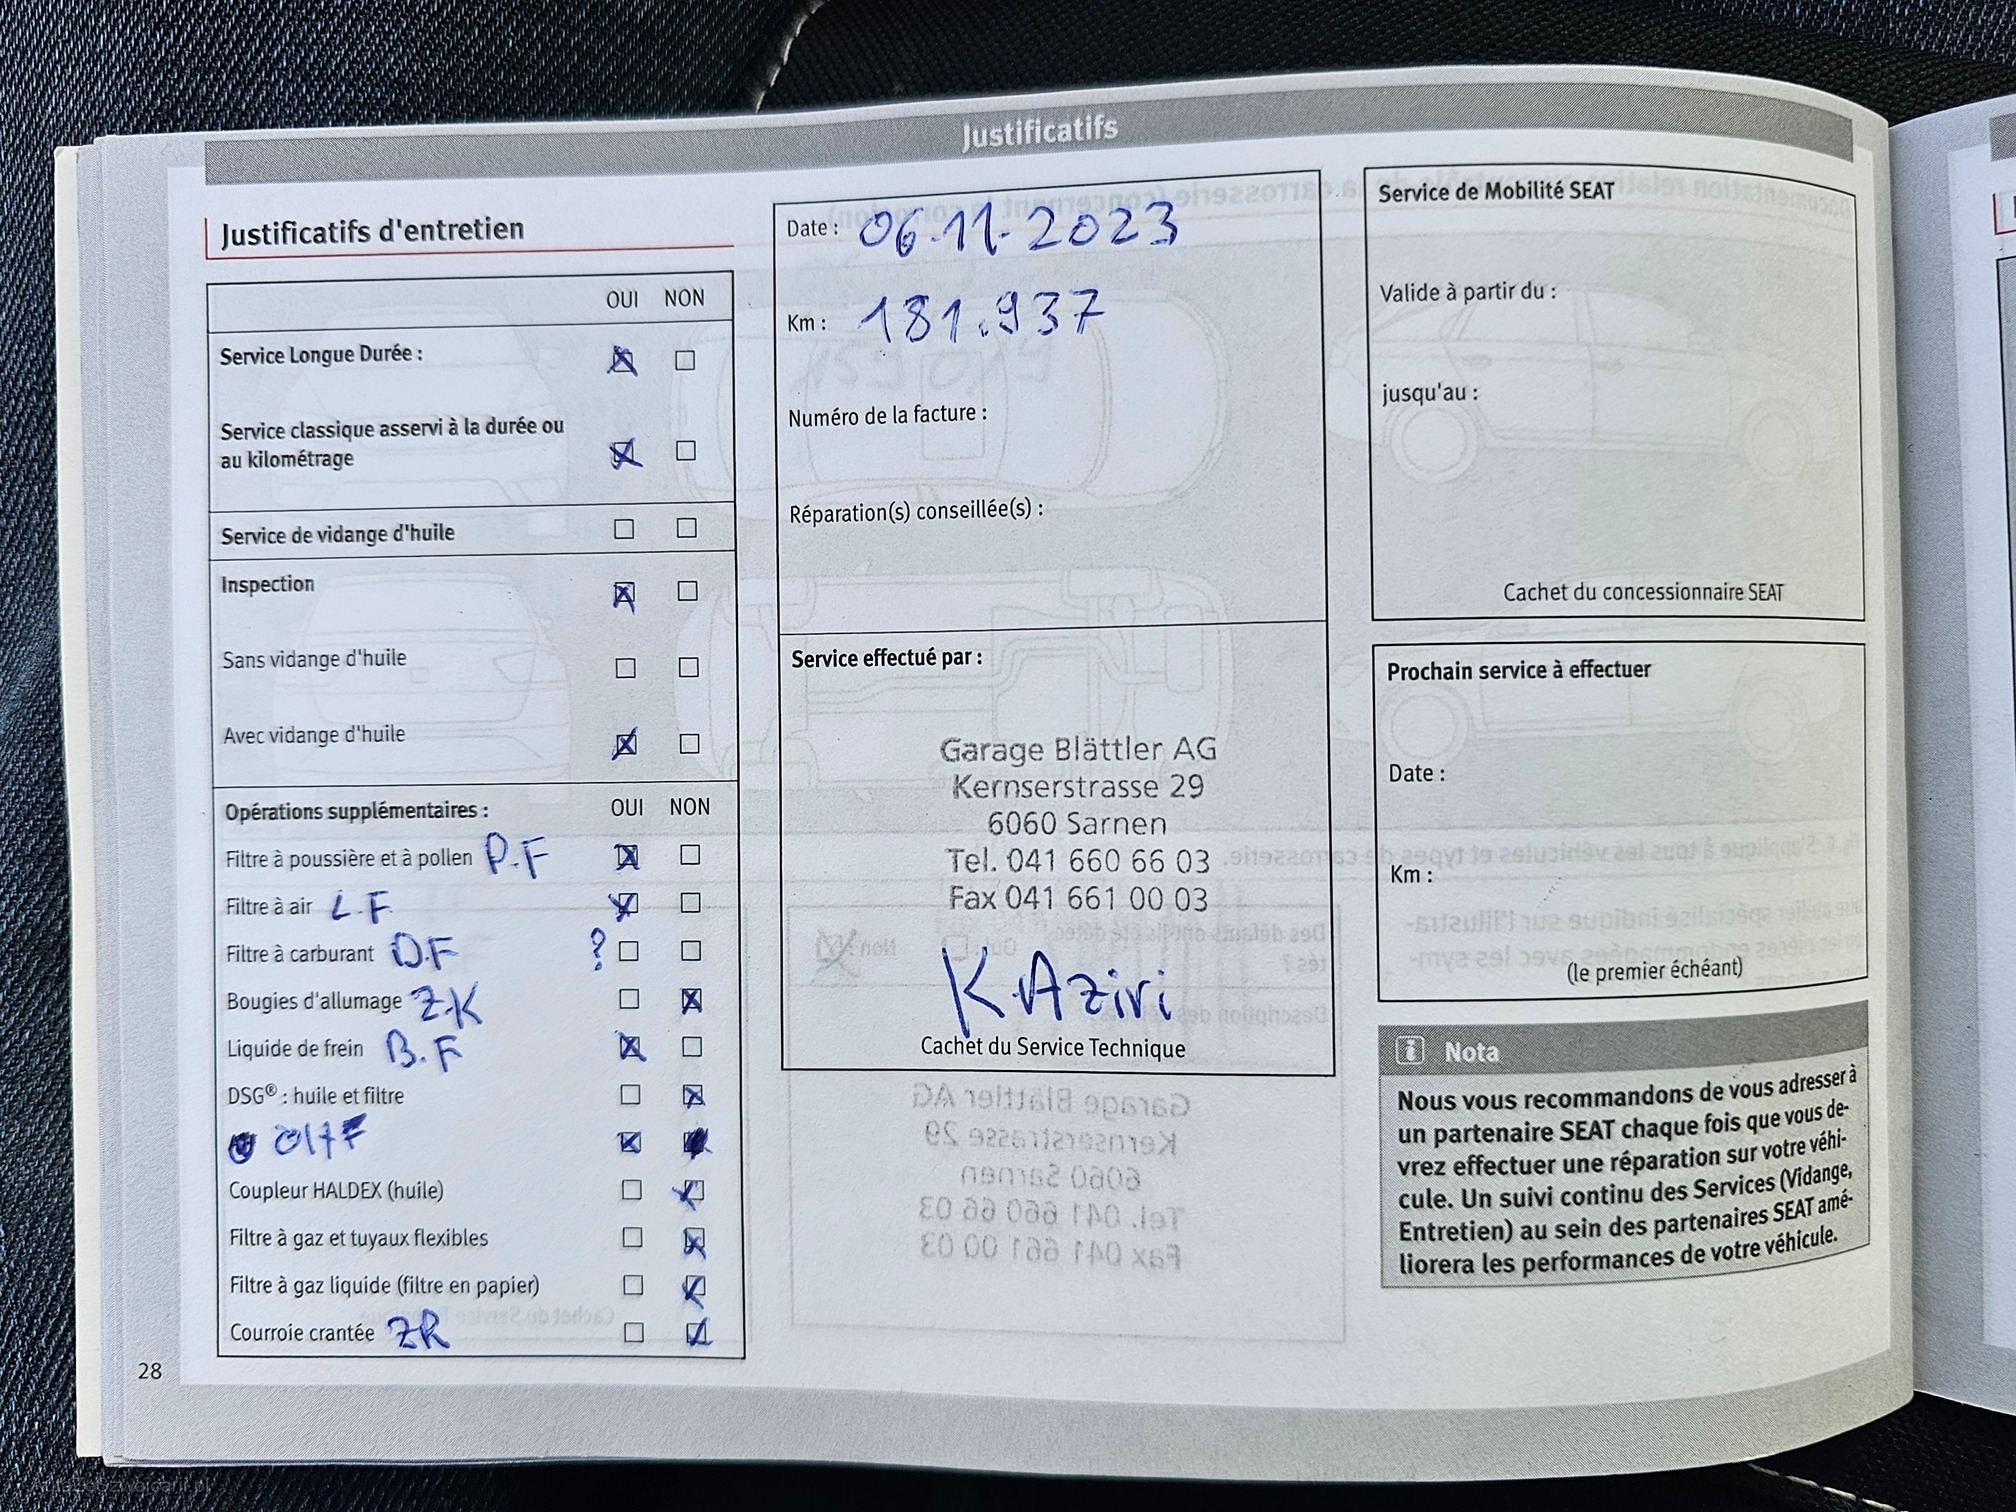 Justificatifs
Justificatifs d'entretien
OUI NON
Service Longue Durée :
Service classique asservi à la durée ou
au kilométrage
Service de vidange d'huile
Inspection
Sans vidange d'huile
Avec vidange d'huile
Opérations supplémentaires : OUI NON
Filtre à poussière et à pollen P.F
Filtre à air L.F
Filtre à carburant D.F ?
Bougies d'allumage Z.K
Liquide de frein B.F
DSG® : huile et filtre
Coupleur HALDEX (huile)
Filtre à gaz et tuyaux flexibles
Filtre à gaz liquide (filtre en papier)
Courroie crantée ZR
28
Date : 06.11.2023
Km : 181.937
Numéro de la facture :
Réparation(s) conseillée(s) :
Service effectué par :
Garage Blättler AG
Kernserstrasse 29
6060 Sarnen
Tel. 041 660 66 03
Fax 041 661 00 03
K.Aziri
Cachet du Service Technique
Service de Mobilité SEAT
Valide à partir du :
jusqu'au :
Cachet du concessionnaire SEAT
Prochain service à effectuer
Date :
Km :
(le premier échéant)
i Nota
Nous vous recommandons de vous adresser à
un partenaire SEAT chaque fois que vous de-
vrez effectuer une réparation sur votre véhi-
cule. Un suivi continu des Services (Vidange,
Entretien) au sein des partenaires SEAT amé-
liorera les performances de votre véhicule.